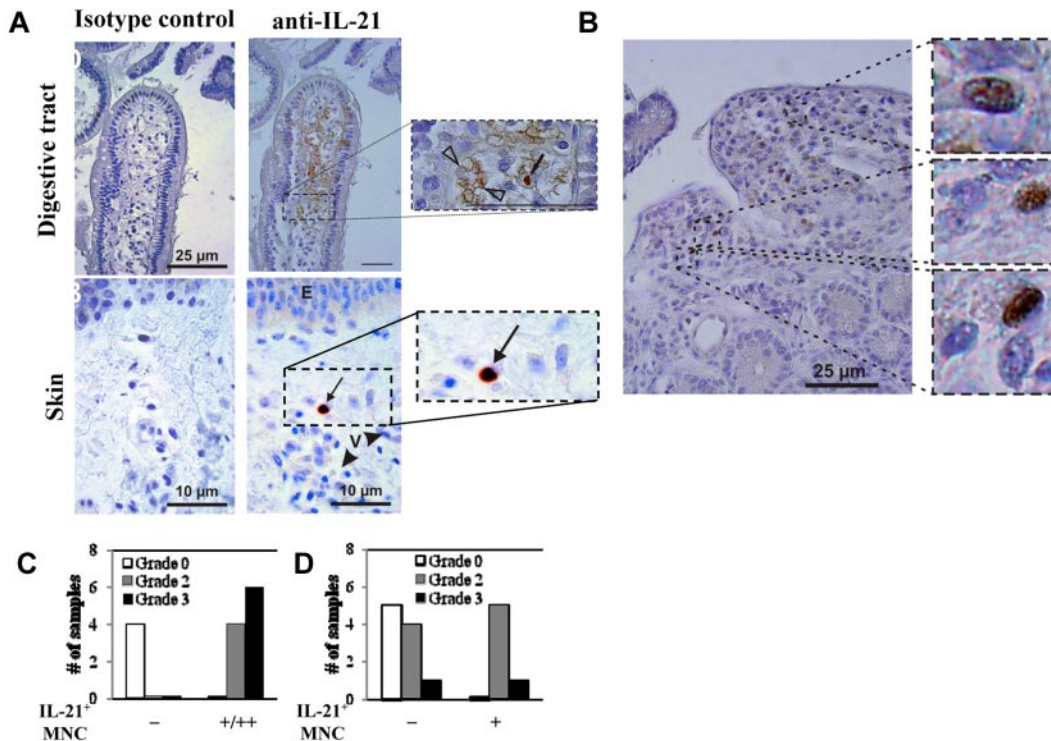 A
Isotype control
anti-IL-21
B
Digestive tract
25 µm
Skin
10 µm
E
V
10 µm
25 µm
C
# of samples
8
6
4
2
0
Grade 0
Grade 2
Grade 3
IL-21+
MNC
–
+/++
D
# of samples
8
6
4
2
0
Grade 0
Grade 2
Grade 3
IL-21+
MNC
–
+